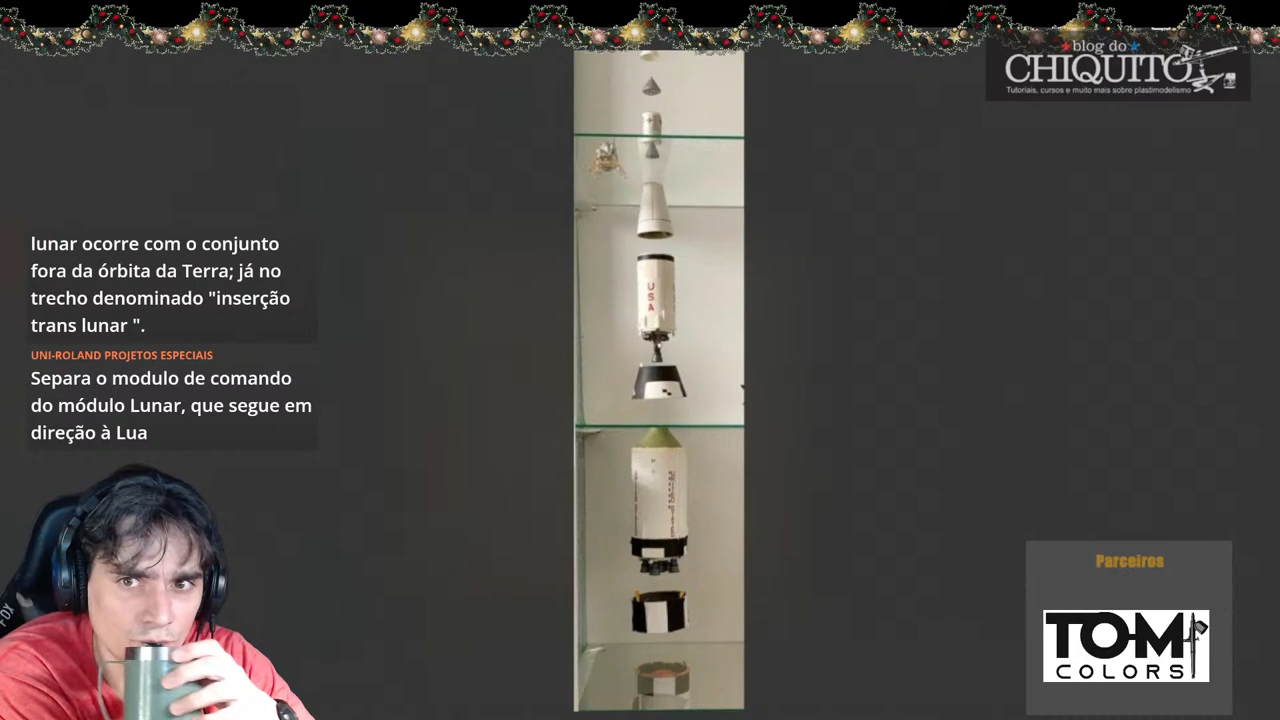 blog do
CHIQUITO
Tutoriais, cursos e muito mais sobre plastimodelismo
lunar ocorre com o conjunto
fora da órbita da Terra; já no
trecho denominado "inserção
trans lunar ".
UNI-ROLAND PROJETOS ESPECIAIS
Separa o modulo de comando
do módulo Lunar, que segue em
direção à Lua
USA
FOX
Parceiros
TOM
COLORS